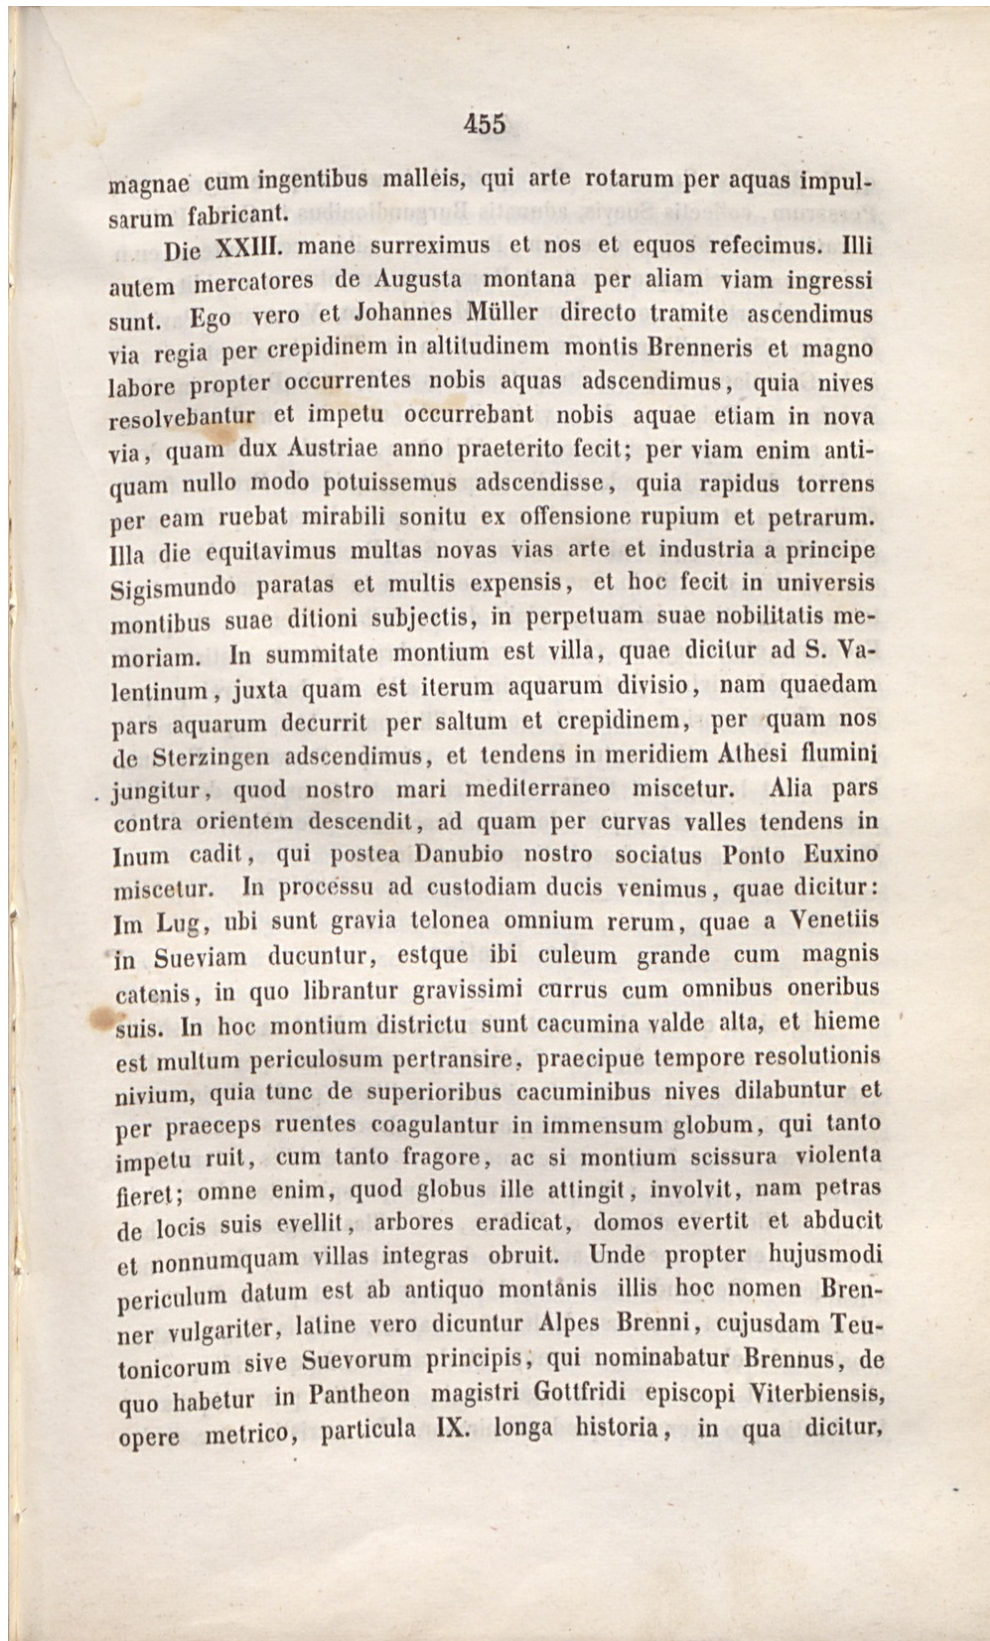 455
magnae cum ingentibus malleis, qui arte rotarum per aquas impul-
sarum fabricant.
Die XXIII. mane surreximus et nos et equos refecimus. Illi
autem mercatores de Augusta montana per aliam viam ingressi
sunt. Ego vero et Johannes Müller directo tramite ascendimus
via regia per crepidinem in altitudinem montis Brenneris et magno
labore propter occurrentes nobis aquas adscendimus, quia nives
resolvebantur et impetu occurrebant nobis aquae etiam in nova
via, quam dux Austriae anno praeterito fecit; per viam enim anti-
quam nullo modo potuissemus adscendisse, quia rapidus torrens
per eam ruebat mirabili sonitu ex offensione rupium et petrarum.
Illa die equitavimus multas novas vias arte et industria a principe
Sigismundo paratas et multis expensis, et hoc fecit in universis
montibus suae ditioni subjectis, in perpetuam suae nobilitatis me-
moriam. In summitate montium est villa, quae dicitur ad S. Va-
lentinum, juxta quam est iterum aquarum divisio, nam quaedam
pars aquarum decurrit per saltum et crepidinem, per quam nos
de Sterzingen adscendimus, et tendens in meridiem Athesi flumini
jungitur, quod nostro mari mediterraneo miscetur. Alia pars
contra orientem descendit, ad quam per curvas valles tendens in
Inum cadit, qui postea Danubio nostro sociatus Ponto Euxino
miscetur. In processu ad custodiam ducis venimus, quae dicitur:
Im Lug, ubi sunt gravia telonea omnium rerum, quae a Venetiis
in Sueviam ducuntur, estque ibi culeum grande cum magnis
catenis, in quo librantur gravissimi currus cum omnibus oneribus
suis. In hoc montium districtu sunt cacumina valde alta, et hieme
est multum periculosum pertransire, praecipue tempore resolutionis
nivium, quia tunc de superioribus cacuminibus nives dilabuntur et
per praeceps ruentes coagulantur in immensum globum, qui tanto
impetu ruit, cum tanto fragore, ac si montium scissura violenta
fieret; omne enim, quod globus ille attingit, involvit, nam petras
de locis suis evellit, arbores eradicat, domos evertit et abducit
et nonnumquam villas integras obruit. Unde propter hujusmodi
periculum datum est ab antiquo montanis illis hoc nomen Bren-
ner vulgariter, latine vero dicuntur Alpes Brenni, cujusdam Teu-
tonicorum sive Suevorum principis, qui nominabatur Brennus, de
quo habetur in Pantheon magistri Gottfridi episcopi Viterbiensis,
opere metrico, particula IX. longa historia, in qua dicitur,